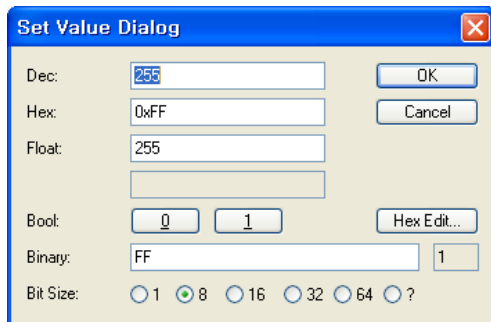 Set Value Dialog
Dec: 255 OK
Hex: 0xFF Cancel
Float: 255
Bool: 0 1 Hex Edit...
Binary: FF 1
Bit Size: 1 8 16 32 64 ?